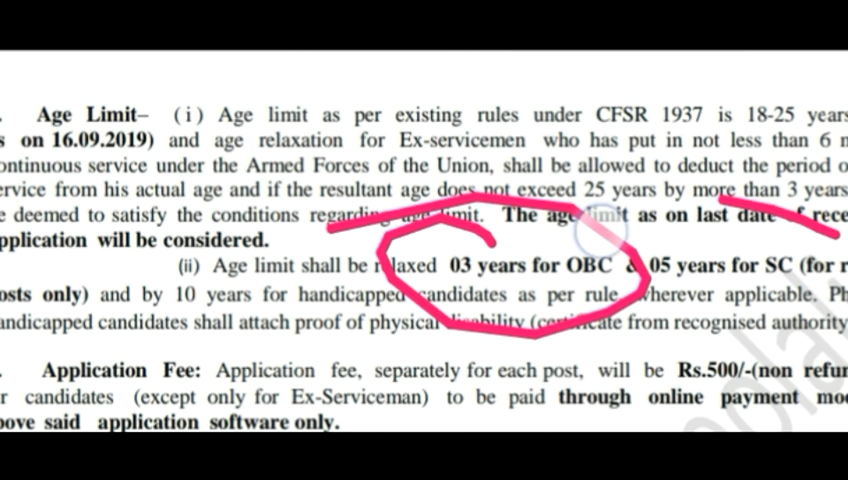 . Age Limit– (i) Age limit as per existing rules under CFSR 1937 is 18-25 years
s on 16.09.2019) and age relaxation for Ex-servicemen who has put in not less than 6 m
ontinuous service under the Armed Forces of the Union, shall be allowed to deduct the period o
ervice from his actual age and if the resultant age does not exceed 25 years by more than 3 years
e deemed to satisfy the conditions regarding age limit. The age limit as on last date of rece
pplication will be considered.
(ii) Age limit shall be relaxed 03 years for OBC & 05 years for SC (for r
osts only) and by 10 years for handicapped candidates as per rule wherever applicable. Ph
andicapped candidates shall attach proof of physical disability (certificate from recognised authority
. Application Fee: Application fee, separately for each post, will be Rs.500/-(non refun
r candidates (except only for Ex-Serviceman) to be paid through online payment mod
bove said application software only.